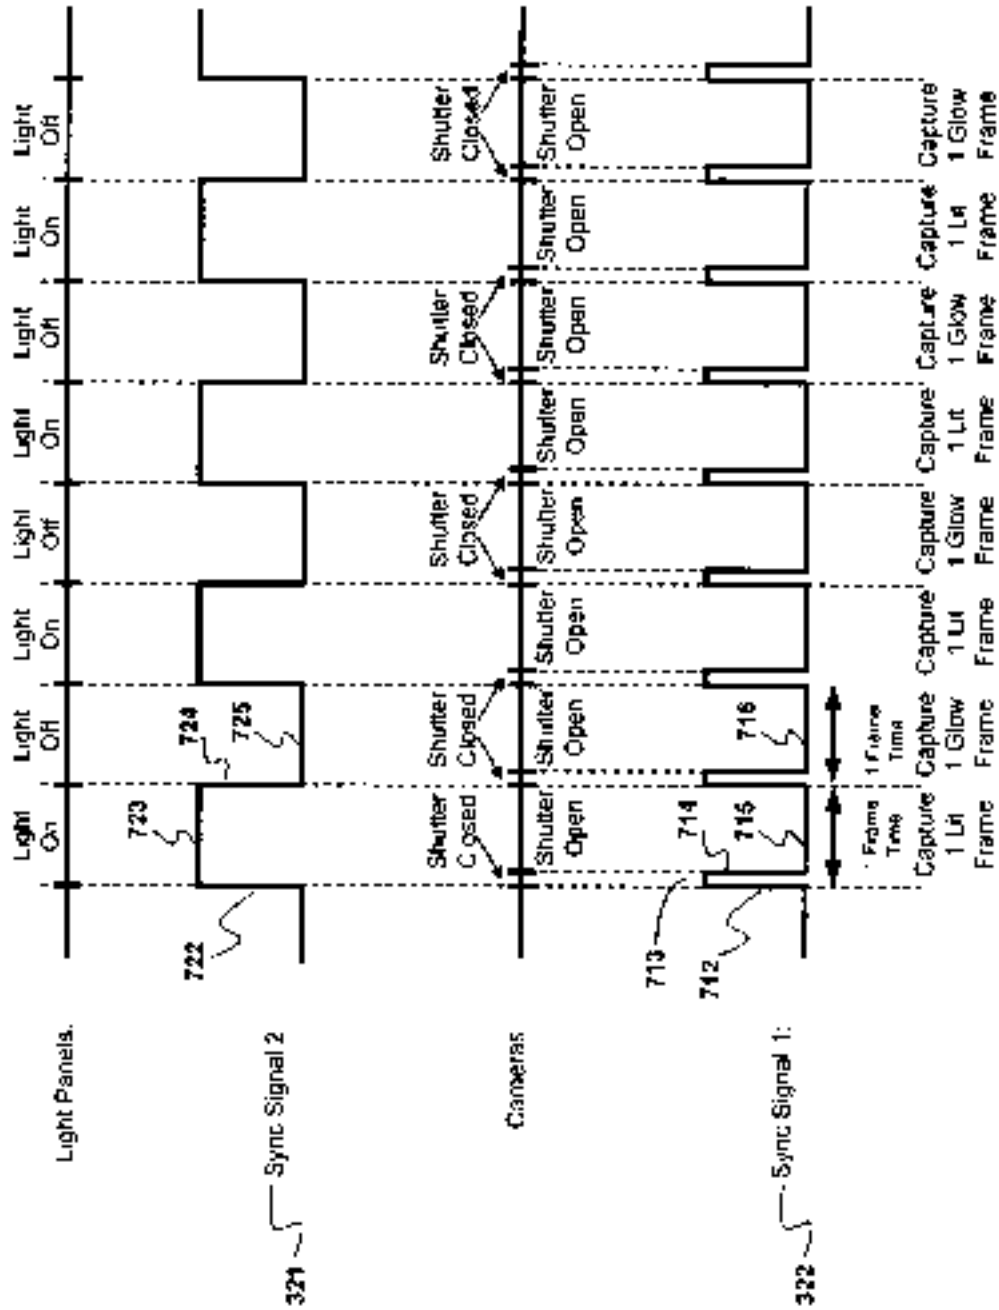 Light Panels.
Light
On
Light
Off
Light
On
Light
Off
Light
On
Light
Off
Light
On
Light
Off
321
Sync Signal 2
722
723
724
725
Cameras
Shutter
Closed
Shutter
Closed
Shutter
Closed
Shutter
Closed
Shutter
Closed
Shutter
Open
Shutter
Open
Shutter
Open
Shutter
Open
Shutter
Open
Shutter
Open
Shutter
Open
Shutter
Open
322
Sync Signal 1:
713
712
714
715
716
1 Frame
Time
1 Frame
Time
Capture
1 Lit
Frame
Capture
1 Glow
Frame
Capture
1 Lit
Frame
Capture
1 Glow
Frame
Capture
1 Lit
Frame
Capture
1 Glow
Frame
Capture
1 Lit
Frame
Capture
1 Glow
Frame